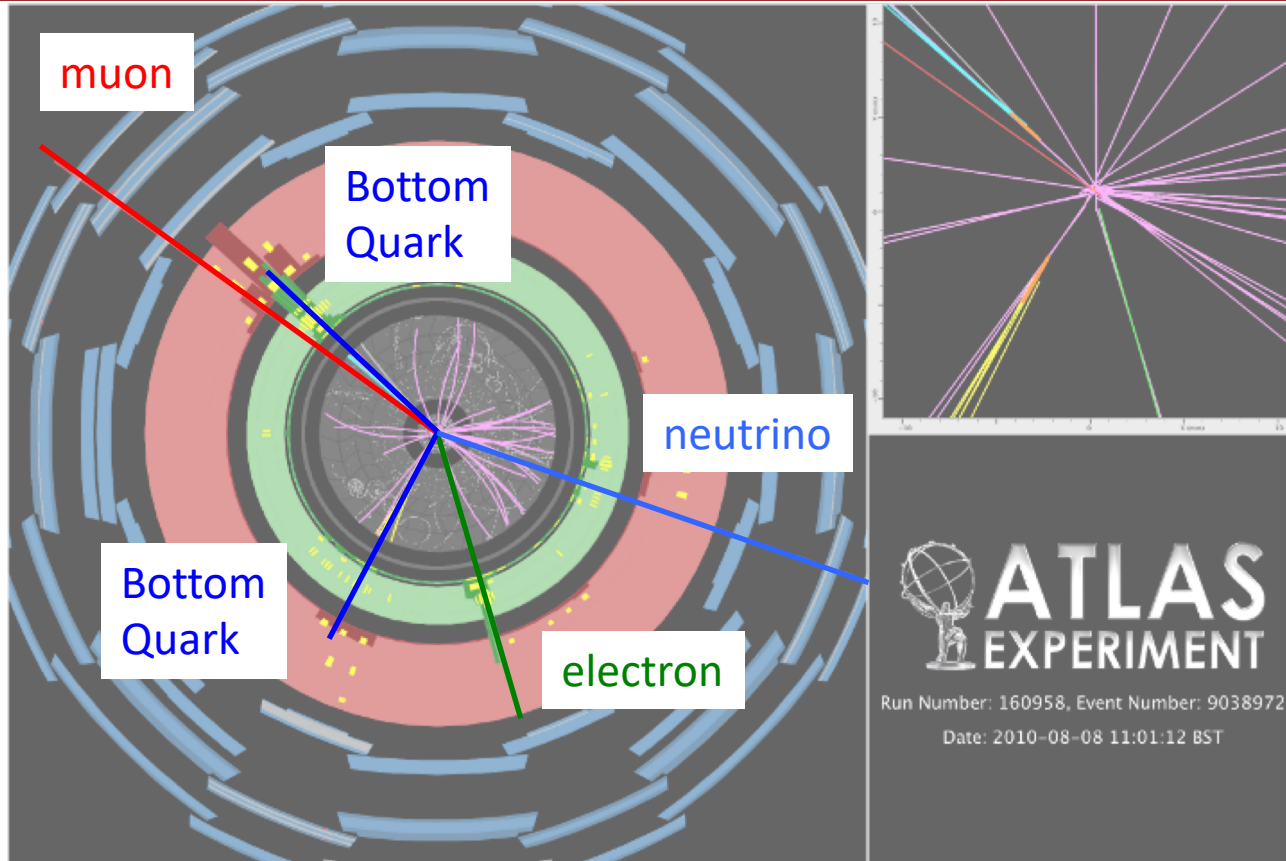 muon
Bottom
Quark
neutrino
Bottom
Quark
electron
ATLAS
EXPERIMENT
Run Number: 160958, Event Number: 9038972
Date: 2010-08-08 11:01:12 BST